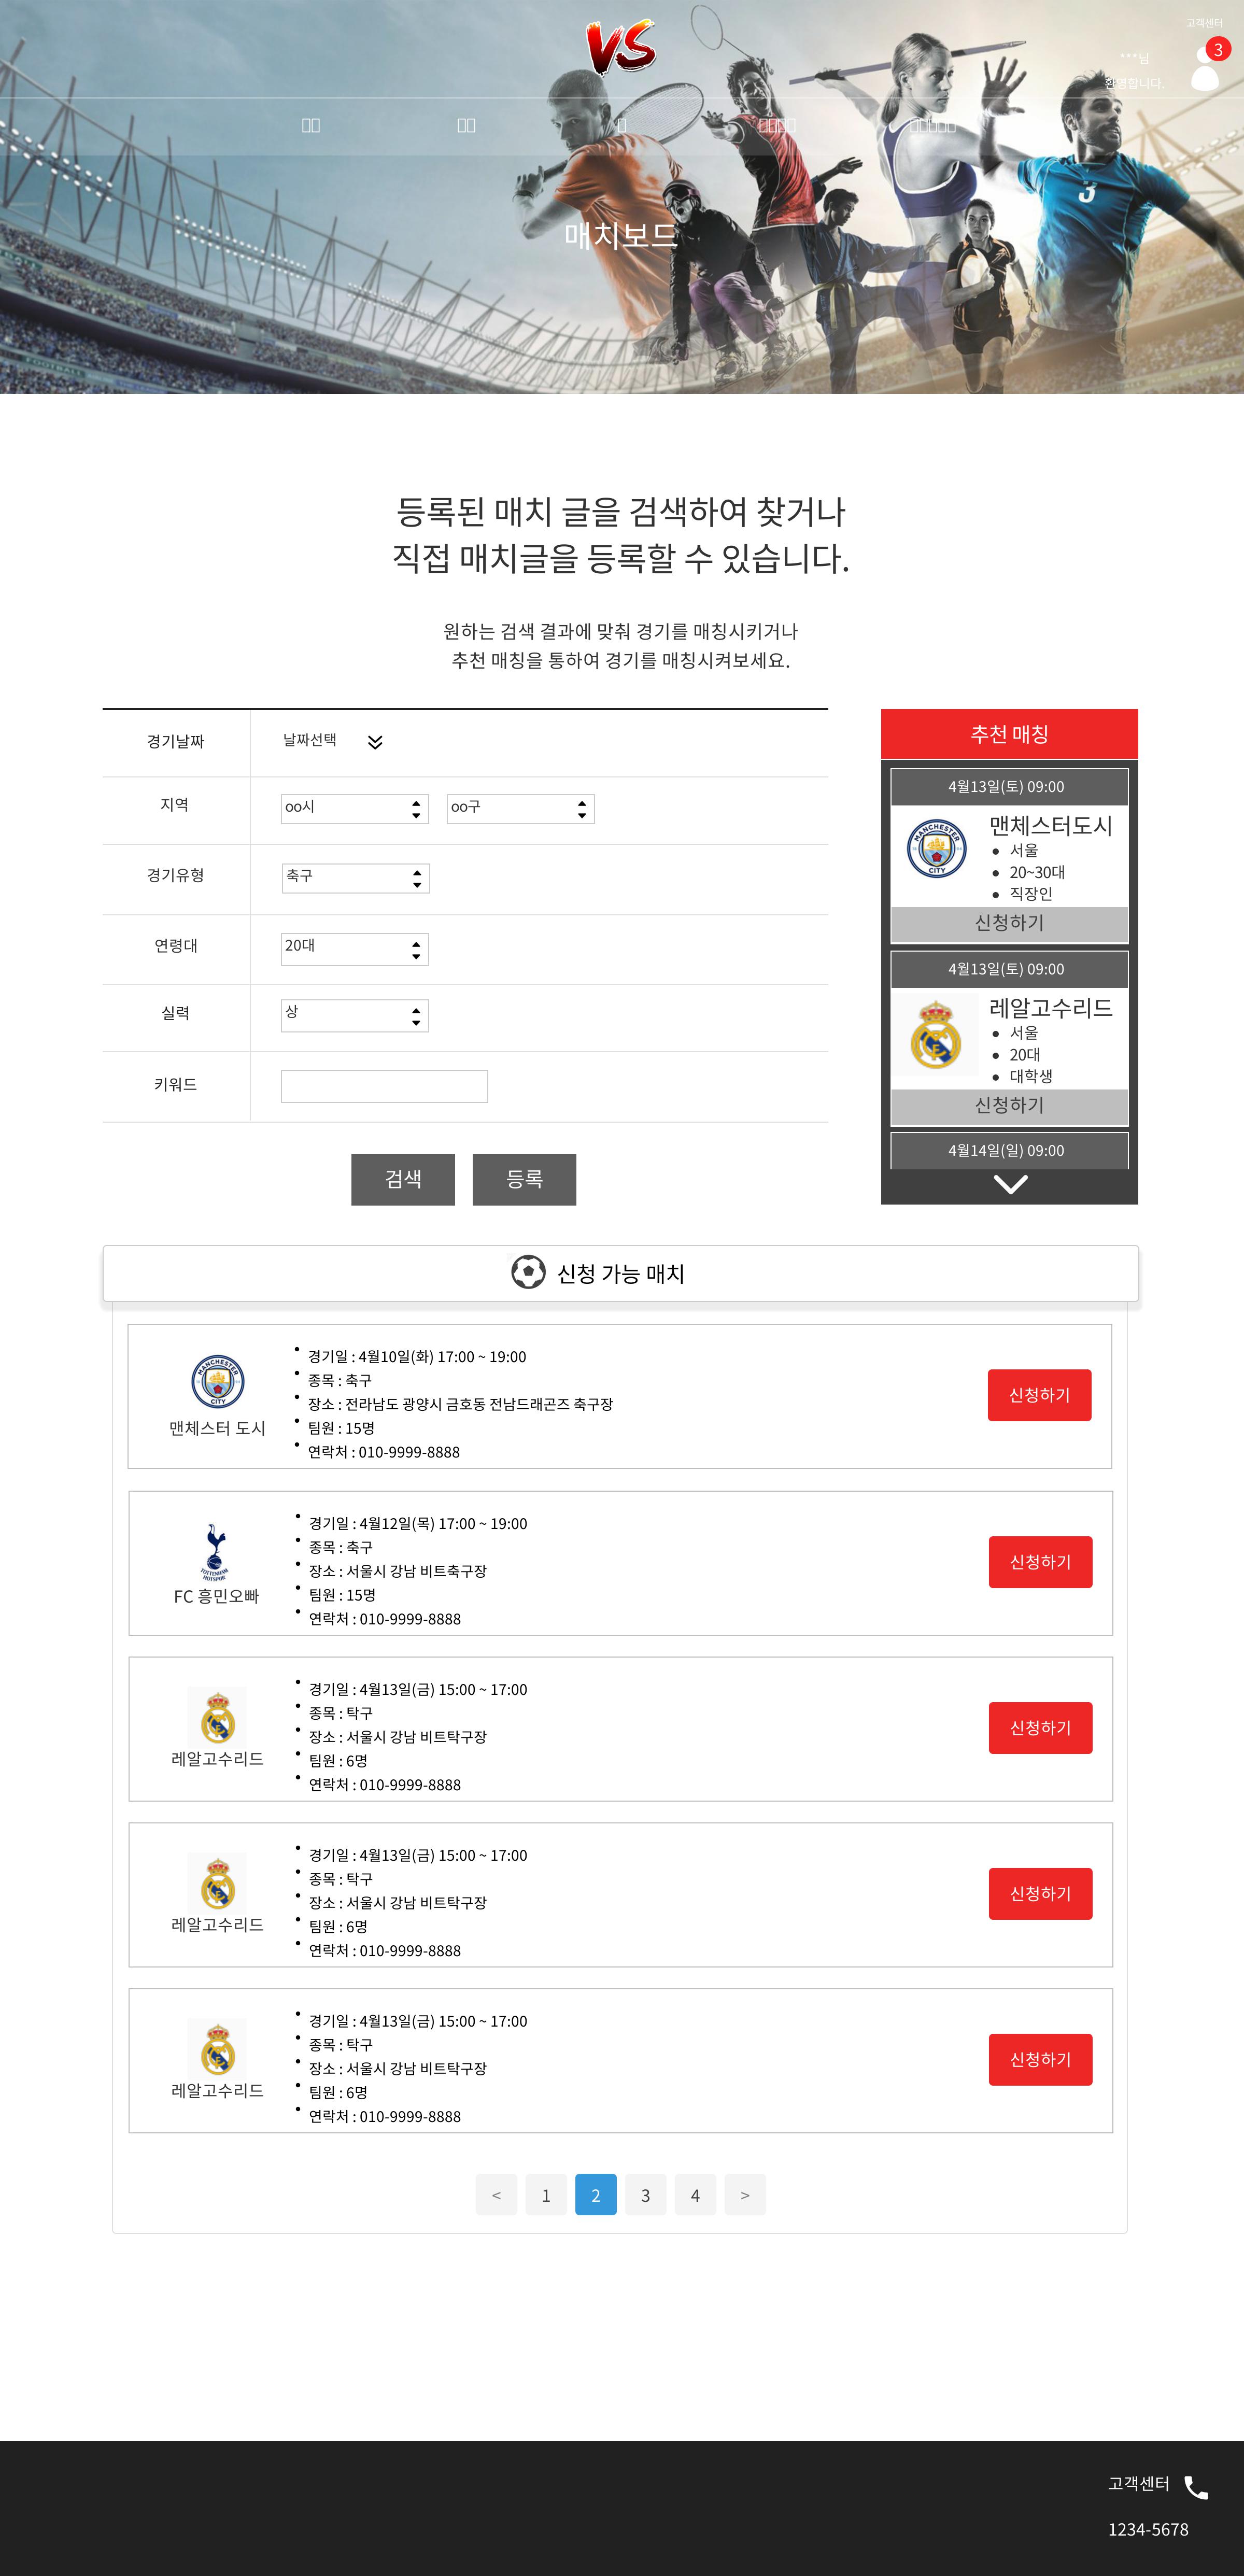 고객센터
VS
3
***님
환영합니다.
매치보드
등록된 매치 글을 검색하여 찾거나
직접 매치글을 등록할 수 있습니다.
원하는 검색 결과에 맞춰 경기를 매칭시키거나
추천 매칭을 통하여 경기를 매칭시켜보세요.
경기날짜
날짜선택
지역
oo시
oo구
경기유형
축구
연령대
20대
실력
상
키워드
검색
등록
추천 매칭
4월13일(토) 09:00
MANCHESTER
CITY
맨체스터도시
서울
20~30대
직장인
신청하기
4월13일(토) 09:00
레알고수리드
서울
20대
대학생
신청하기
4월14일(일) 09:00
신청 가능 매치
MANCHESTER
CITY
맨체스터 도시
경기일 : 4월10일(화) 17:00 ~ 19:00
종목 : 축구
장소 : 전라남도 광양시 금호동 전남드래곤즈 축구장
팀원 : 15명
연락처 : 010-9999-8888
신청하기
TOTTENHAM
HOTSPUR
FC 흥민오빠
경기일 : 4월12일(목) 17:00 ~ 19:00
종목 : 축구
장소 : 서울시 강남 비트축구장
팀원 : 15명
연락처 : 010-9999-8888
신청하기
레알고수리드
경기일 : 4월13일(금) 15:00 ~ 17:00
종목 : 탁구
장소 : 서울시 강남 비트탁구장
팀원 : 6명
연락처 : 010-9999-8888
신청하기
레알고수리드
경기일 : 4월13일(금) 15:00 ~ 17:00
종목 : 탁구
장소 : 서울시 강남 비트탁구장
팀원 : 6명
연락처 : 010-9999-8888
신청하기
레알고수리드
경기일 : 4월13일(금) 15:00 ~ 17:00
종목 : 탁구
장소 : 서울시 강남 비트탁구장
팀원 : 6명
연락처 : 010-9999-8888
신청하기
< 1 2 3 4 >
고객센터
1234-5678